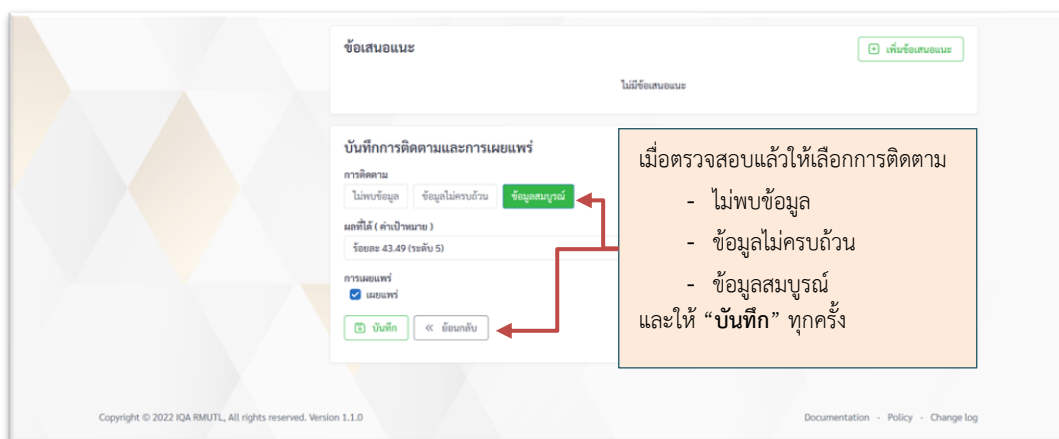 ข้อเสนอแนะ
เพิ่มข้อเสนอแนะ
ไม่มีข้อเสนอแนะ
บันทึกการติดตามและการเผยแพร่
การติดตาม
ไม่พบข้อมูล ข้อมูลไม่ครบถ้วน ข้อมูลสมบูรณ์
ผลที่ได้ ( ค่าเป้าหมาย )
ร้อยละ 43.49 (ระดับ 5)
การเผยแพร่
เผยแพร่
บันทึก « ย้อนกลับ
เมื่อตรวจสอบแล้วให้เลือกการติดตาม
- ไม่พบข้อมูล
- ข้อมูลไม่ครบถ้วน
- ข้อมูลสมบูรณ์
และให้ “บันทึก” ทุกครั้ง
Copyright © 2022 IQA RMUTL, All rights reserved. Version 1.1.0
Documentation · Policy · Change log